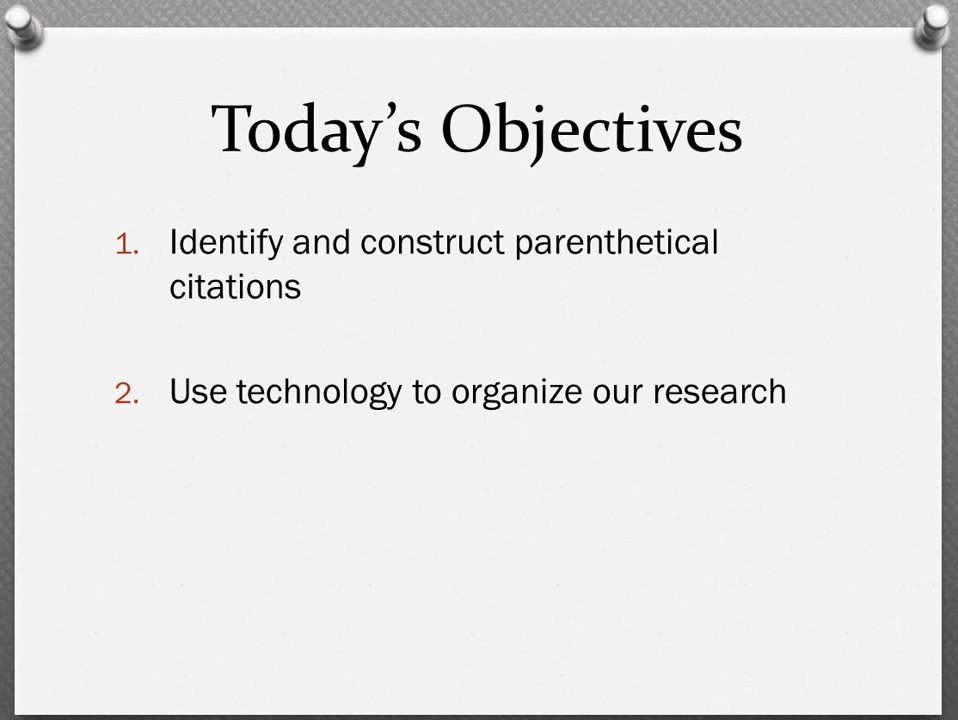 Today’s Objectives
1. Identify and construct parenthetical
citations
2. Use technology to organize our research